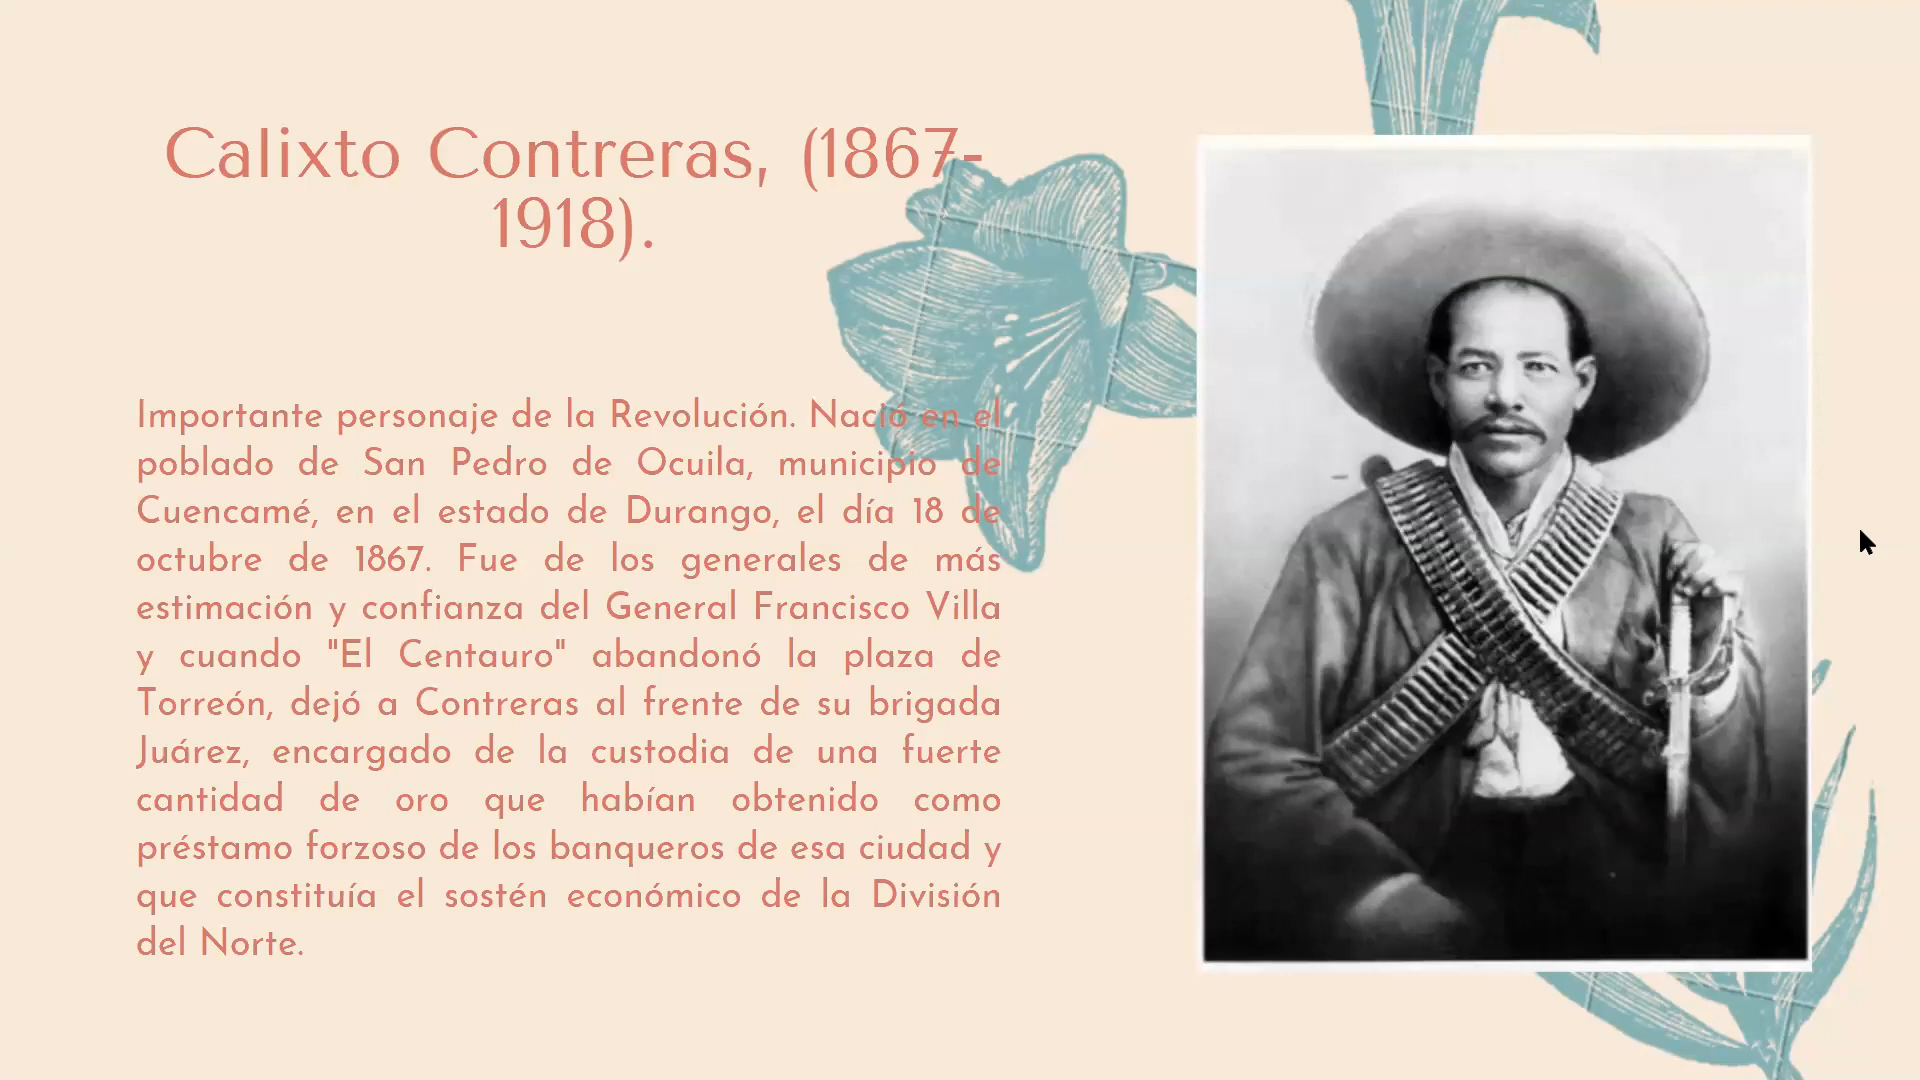 Calixto Contreras, (1867-
1918).
Importante personaje de la Revolución. Nació en el
poblado de San Pedro de Ocuila, municipio de
Cuencamé, en el estado de Durango, el día 18 de
octubre de 1867. Fue de los generales de más
estimación y confianza del General Francisco Villa
y cuando "El Centauro" abandonó la plaza de
Torreón, dejó a Contreras al frente de su brigada
Juárez, encargado de la custodia de una fuerte
cantidad de oro que habían obtenido como
préstamo forzoso de los banqueros de esa ciudad y
que constituía el sostén económico de la División
del Norte.